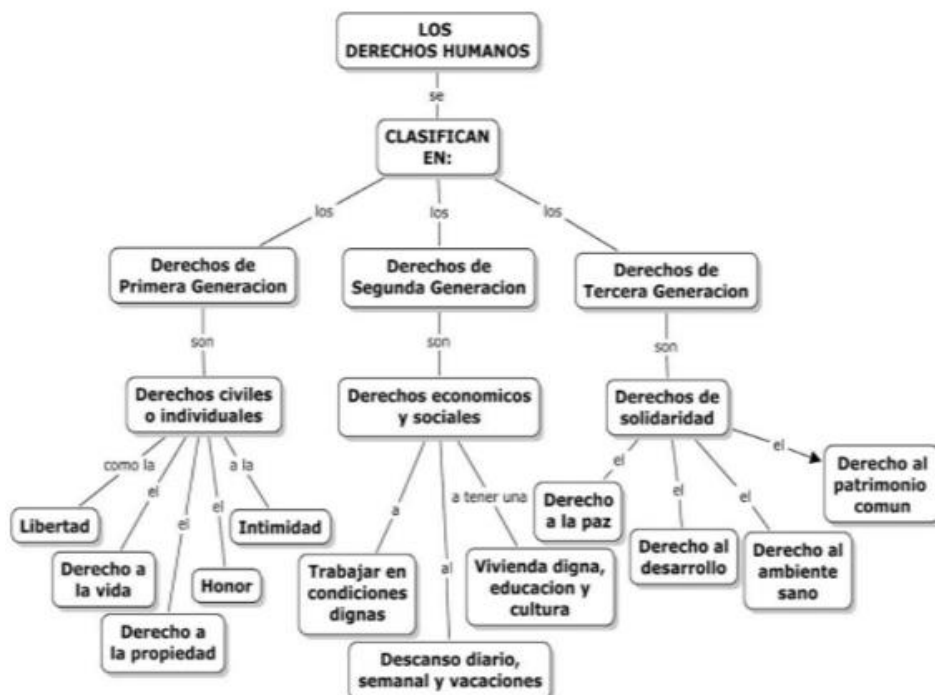 LOS
DERECHOS HUMANOS
se
CLASIFICAN
EN:
los
los
los
Derechos de
Primera Generacion
Derechos de
Segunda Generacion
Derechos de
Tercera Generacion
son
son
son
Derechos civiles
o individuales
Derechos economicos
y sociales
Derechos de
solidaridad
como la
el
el
el
a la
Libertad
Derecho a
la vida
Derecho a
la propiedad
Honor
Intimidad
a
al
a tener una
Trabajar en
condiciones
dignas
Descanso diario,
semanal y vacaciones
Vivienda digna,
educacion y
cultura
el
el
el
el
Derecho
a la paz
Derecho al
desarrollo
Derecho al
ambiente
sano
Derecho al
patrimonio
comun